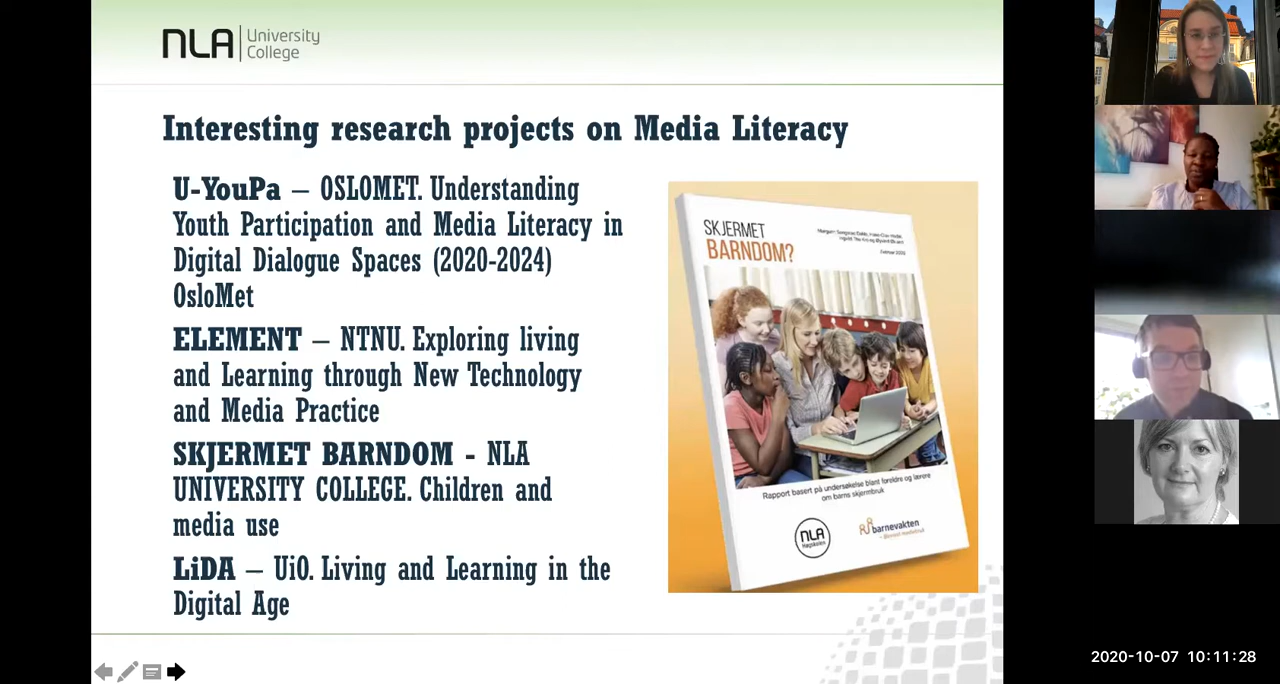 NLA University
College
Interesting research projects on Media Literacy
U-YouPa – OSLOMET. Understanding
Youth Participation and Media Literacy in
Digital Dialogue Spaces (2020-2024)
OsloMet
ELEMENT – NTNU. Exploring living
and Learning through New Technology
and Media Practice
SKJERMET BARNDOM - NLA
UNIVERSITY COLLEGE. Children and
media use
LiDA – UiO. Living and Learning in the
Digital Age
SKJERMET
BARNDOM?
Rapport basert på undersøkelse blant foreldre og lærere
om barns skjermbruk
NLA
Høgskolen
barnevakten
2020-10-07 10:11:28